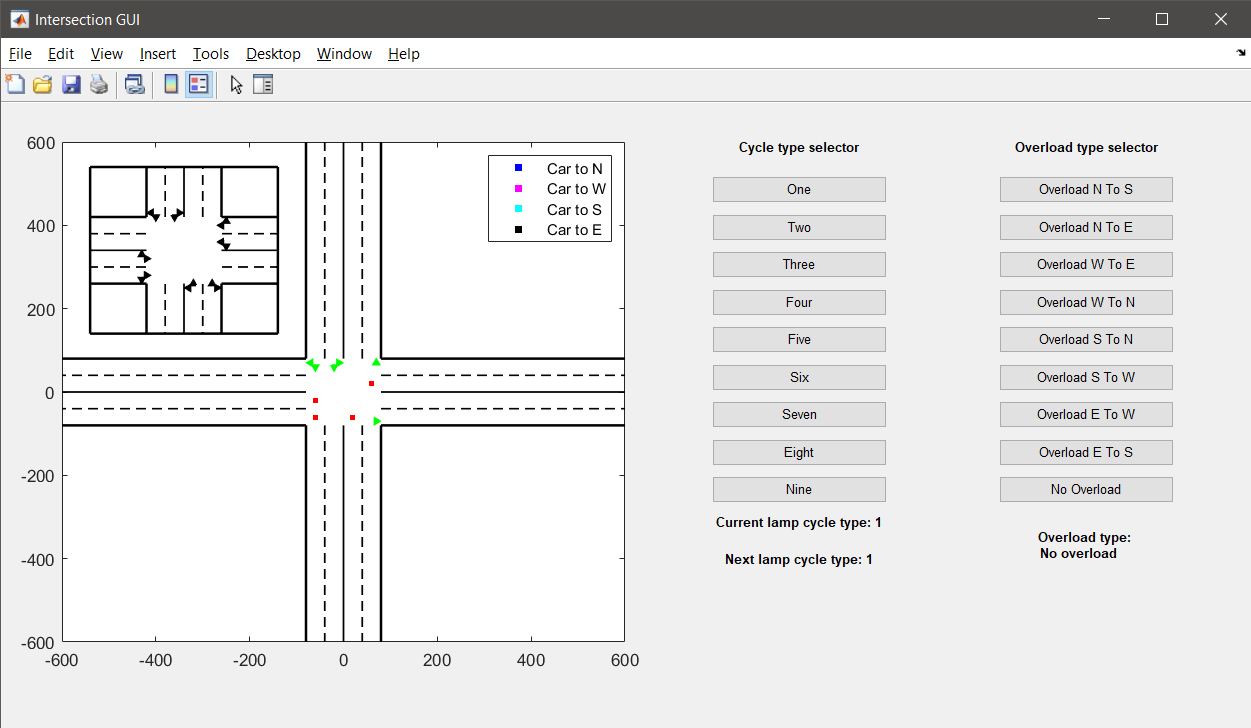 Intersection GUI
File Edit View Insert Tools Desktop Window Help
600
400
200
0
-200
-400
-600
-600 -400 -200 0 200 400 600
Car to N
Car to W
Car to S
Car to E
Cycle type selector
One
Two
Three
Four
Five
Six
Seven
Eight
Nine
Current lamp cycle type: 1
Next lamp cycle type: 1
Overload type selector
Overload N To S
Overload N To E
Overload W To E
Overload W To N
Overload S To N
Overload S To W
Overload E To W
Overload E To S
No Overload
Overload type:
No overload